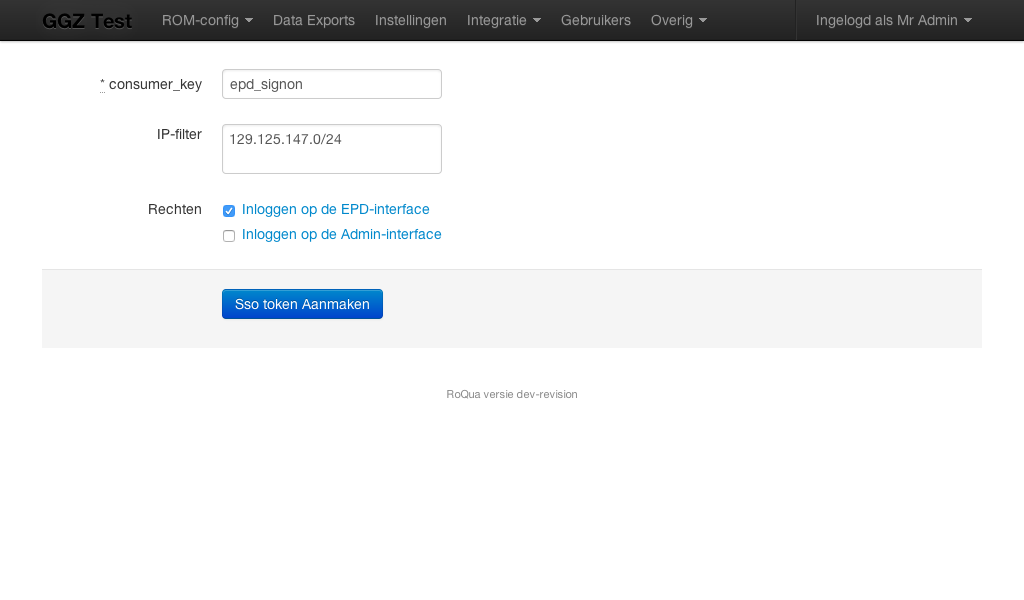 GGZ Test ROM-config Data Exports Instellingen Integratie Gebruikers Overig Ingelogd als Mr Admin
* consumer_key epd_signon
IP-filter 129.125.147.0/24
Rechten Inloggen op de EPD-interface
Inloggen op de Admin-interface
Sso token Aanmaken
RoQua versie dev-revision